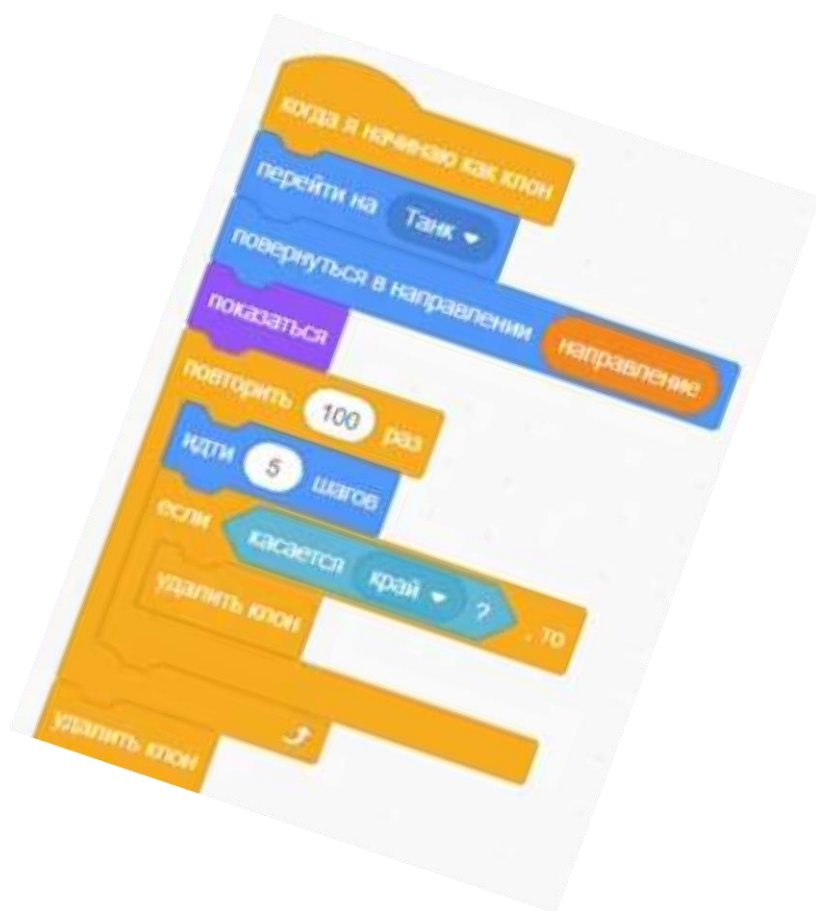 когда я начинаю как клон
перейти на Танк
повернуться в направлении направление
показаться
повторить 100 раз
идти 5 шагов
если касается край ? , то
удалить клон
удалить клон